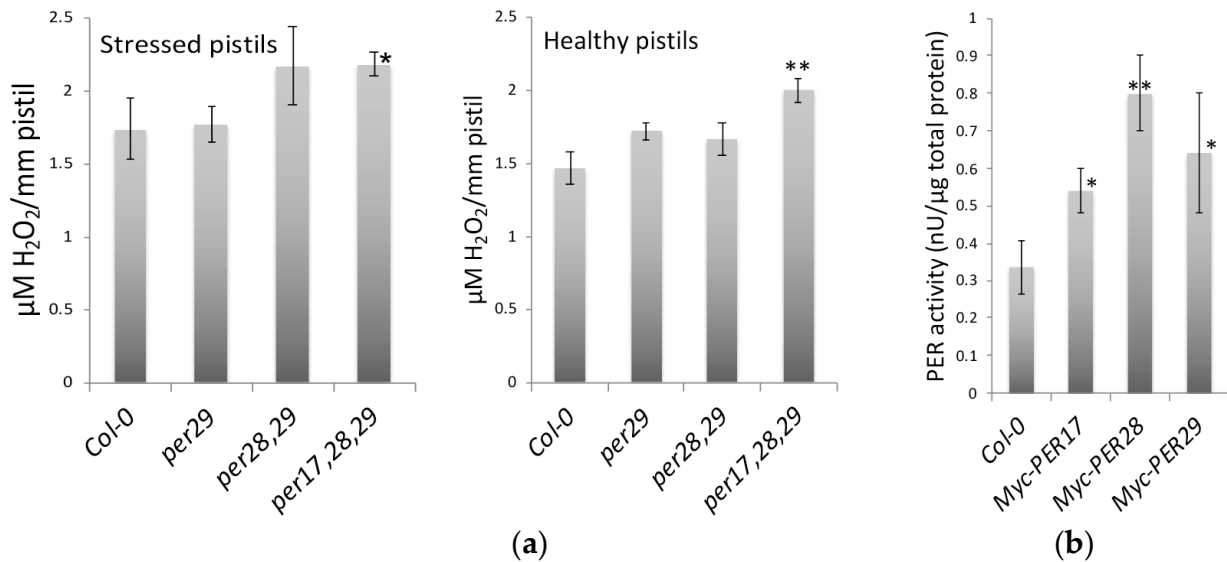 Stressed pistils
µM H₂O₂/mm pistil
2.5
2
1.5
1
0.5
0
*
Col-0
per29
per28,29
per17,28,29
Healthy pistils
µM H₂O₂/mm pistil
2.5
2
1.5
1
0.5
0
**
Col-0
per29
per28,29
per17,28,29
(a)
PER activity (nU/µg total protein)
1
0.9
0.8
0.7
0.6
0.5
0.4
0.3
0.2
0.1
0
*
**
*
Col-0
Myc-PER17
Myc-PER28
Myc-PER29
(b)